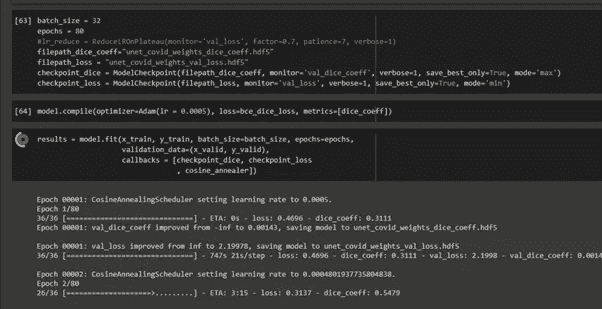 [63] batch_size = 32
epochs = 80
#lr_reduce = ReduceLROnPlateau(monitor='val_loss', factor=0.7, patience=7, verbose=1)
filepath_dice_coeff="unet_covid_weights_dice_coeff.hdf5"
filepath_loss = "unet_covid_weights_val_loss.hdf5"
checkpoint_dice = ModelCheckpoint(filepath_dice_coeff, monitor='val_dice_coeff', verbose=1, save_best_only=True, mode='max')
checkpoint_loss = ModelCheckpoint(filepath_loss, monitor='val_loss', verbose=1, save_best_only=True, mode='min')
[64] model.compile(optimizer=Adam(lr = 0.0005), loss=bce_dice_loss, metrics=[dice_coeff])
results = model.fit(x_train, y_train, batch_size=batch_size, epochs=epochs,
validation_data=(x_valid, y_valid),
callbacks = [checkpoint_dice, checkpoint_loss
, cosine_annealer])
Epoch 00001: CosineAnnealingScheduler setting learning rate to 0.0005.
Epoch 1/80
36/36 [==============================] - ETA: 0s - loss: 0.4696 - dice_coeff: 0.3111
Epoch 00001: val_dice_coeff improved from -inf to 0.00143, saving model to unet_covid_weights_dice_coeff.hdf5
Epoch 00001: val_loss improved from inf to 2.19978, saving model to unet_covid_weights_val_loss.hdf5
36/36 [==============================] - 747s 21s/step - loss: 0.4696 - dice_coeff: 0.3111 - val_loss: 2.1998 - val_dice_coeff: 0.0014
Epoch 00002: CosineAnnealingScheduler setting learning rate to 0.0004801937735804838.
Epoch 2/80
26/36 [====================>.........] - ETA: 3:15 - loss: 0.3137 - dice_coeff: 0.5479